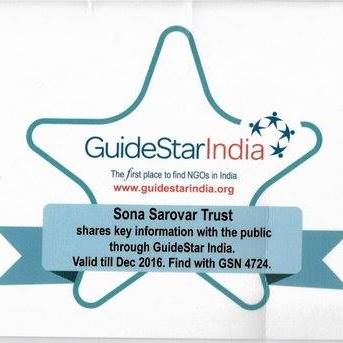 GuideStarIndia
The first place to find NGOs in India
www.guidestarindia.org
Sona Sarovar Trust
shares key information with the public
through GuideStar India.
Valid till Dec 2016. Find with GSN 4724.